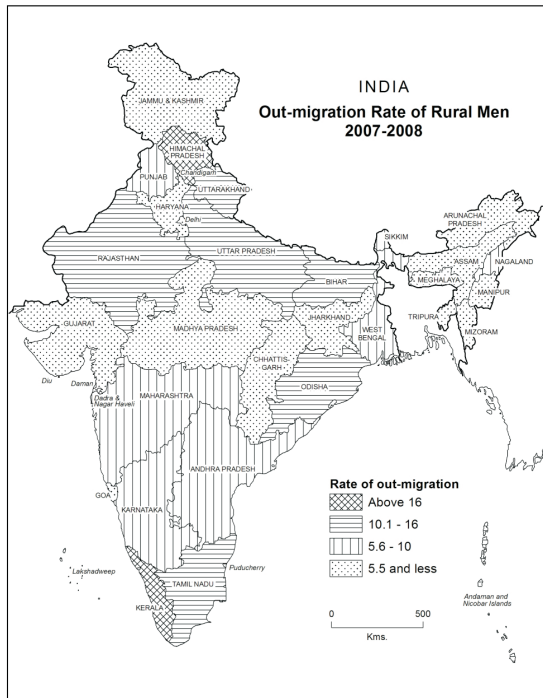 INDIA
Out-migration Rate of Rural Men
2007-2008
JAMMU & KASHMIR
HIMACHAL
PRADESH
PUNJAB
Chandigarh
UTTARAKHAND
HARYANA
Delhi
ARUNACHAL
PRADESH
SIKKIM
RAJASTHAN
UTTAR PRADESH
ASSAM
NAGALAND
BIHAR
MEGHALAYA
MANIPUR
GUJARAT
MADHYA PRADESH
JHARKHAND
WEST
BENGAL
TRIPURA
MIZORAM
CHHATTIS-
GARH
Diu
Daman
Dadra &
Nagar Haveli
MAHARASHTRA
ODISHA
ANDHRA PRADESH
GOA
KARNATAKA
Rate of out-migration
Above 16
10.1 - 16
5.6 - 10
5.5 and less
Lakshadweep
Puducherry
TAMIL NADU
KERALA
Andaman and
Nicobar Islands
0 500
Kms.